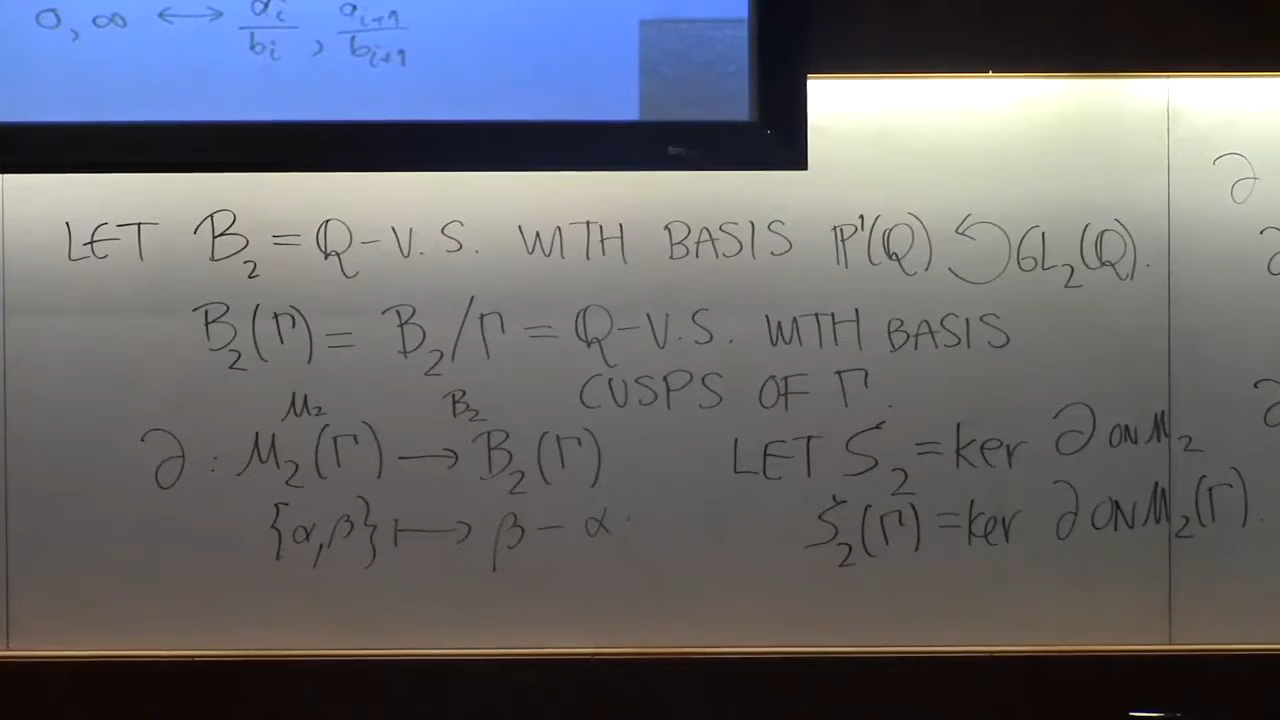 0, ∞ ⟷ a_i/b_i, a_{i+1}/b_{i+1}
LET B_2 = ℚ-V.S. WITH BASIS ℙ¹(ℚ) ↺ GL_2(ℚ).
B_2(Γ) = B_2/Γ = ℚ-V.S. WITH BASIS
CUSPS OF Γ.
M_2 B_2
∂ : M_2(Γ) ⟶ B_2(Γ)
{α,β} ⟼ β - α.
LET S_2 = ker ∂ ON M_2
S_2(Γ) = ker ∂ ON M_2(Γ).
∂